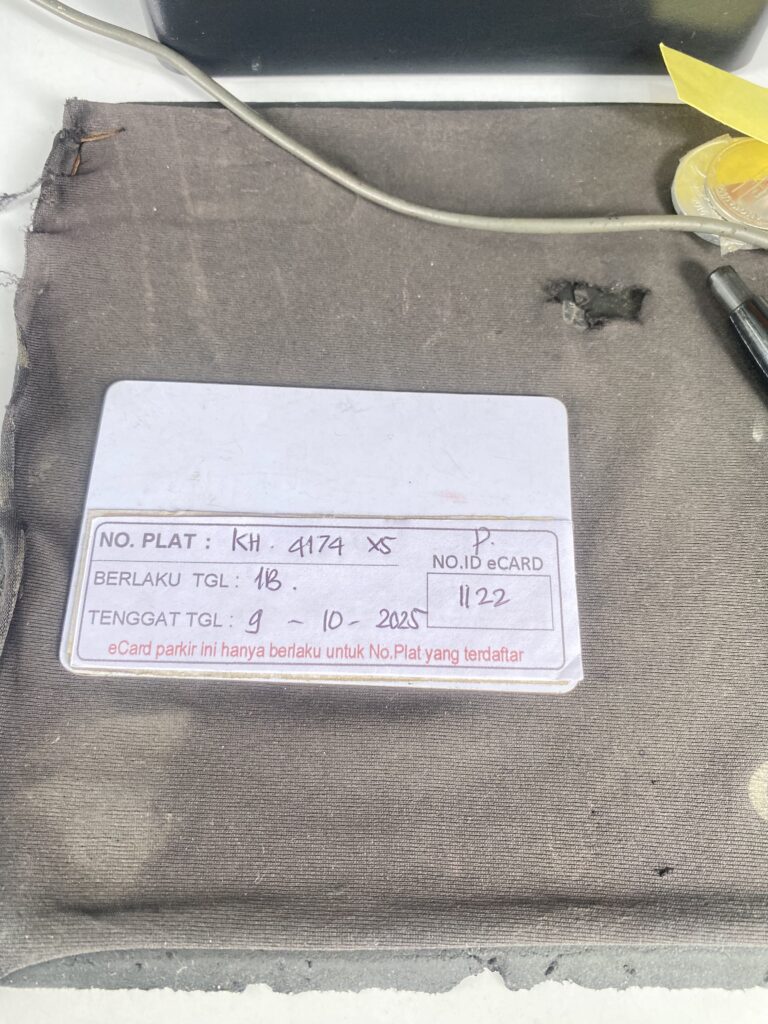 NO. PLAT : KH. 4174 XS
P.
NO.ID eCARD
1122
BERLAKU TGL : 1B.
TENGGAT TGL : 9 - 10 - 2025
eCard parkir ini hanya berlaku untuk No.Plat yang terdaftar